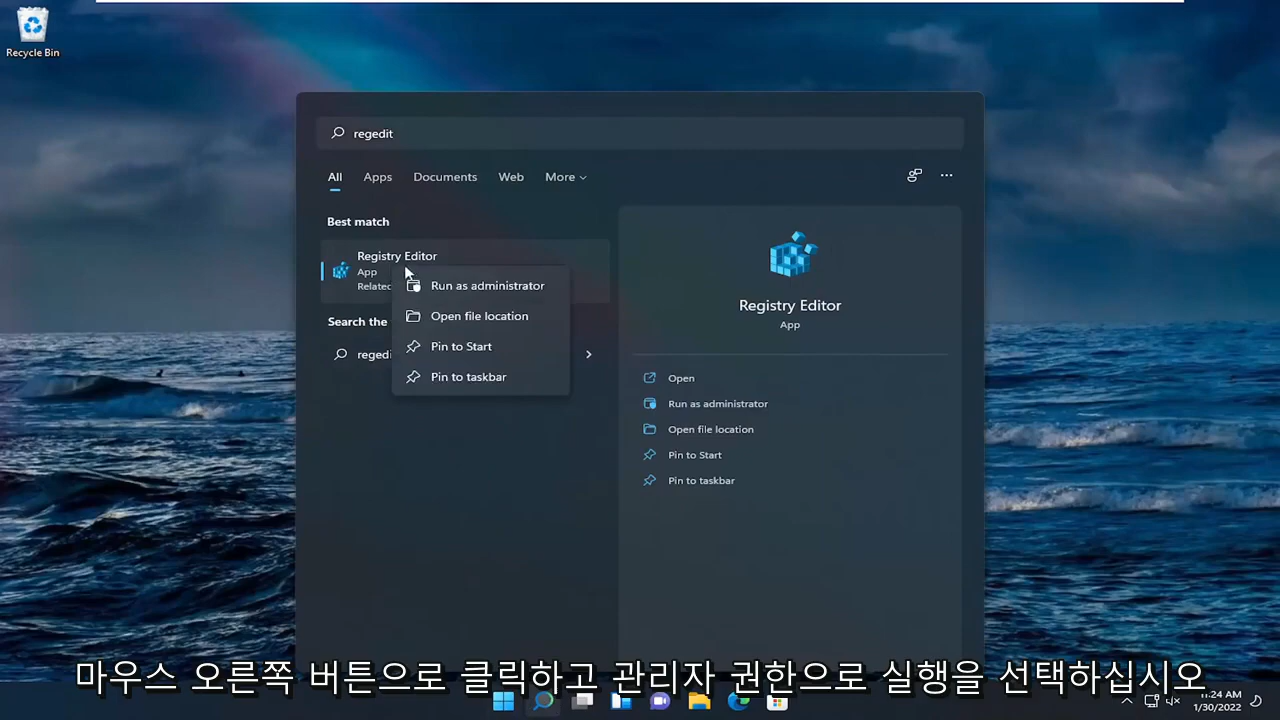 Recycle Bin
regedit
All Apps Documents Web More
Best match
Registry Editor
App
Run as administrator
Open file location
Search the
Pin to Start
Pin to taskbar
Registry Editor
App
Open
Run as administrator
Open file location
Pin to Start
Pin to taskbar
마우스 오른쪽 버튼으로 클릭하고 관리자 권한으로 실행을 선택하십시오
:24 AM
1/30/2022